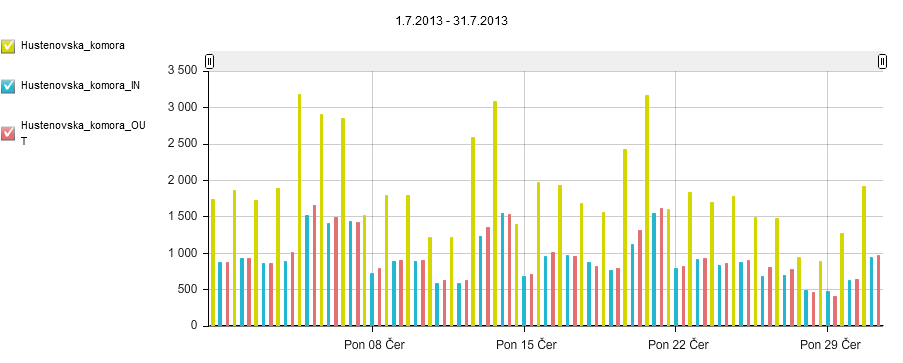 1.7.2013 - 31.7.2013
Hustenovska_komora
Hustenovska_komora_IN
Hustenovska_komora_OU
T
3 500
3 000
2 500
2 000
1 500
1 000
500
0
Pon 08 Čer
Pon 15 Čer
Pon 22 Čer
Pon 29 Čer